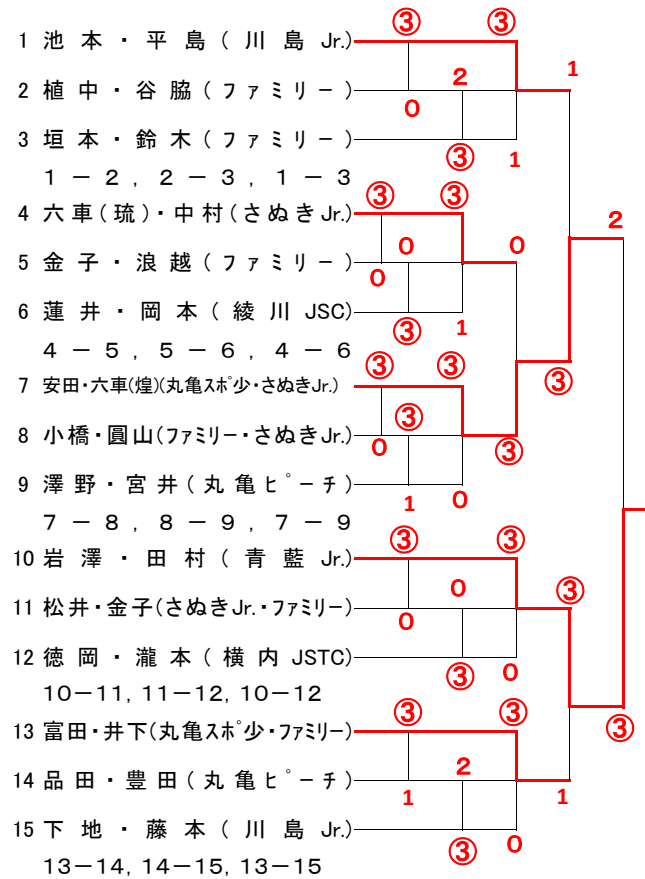 ③ ③
1 池本・平島(川島Jr.)
1
2 植中・谷脇(ファミリー)
2
0
3 垣本・鈴木(ファミリー)
③ 1
1-2, 2-3, 1-3
③ ③
4 六車(琉)・中村(さぬきJr.)
2
0 0
5 金子・浪越(ファミリー)
0
6 蓮井・岡本(綾川JSC)
③ 1
4-5, 5-6, 4-6
③ ③
③
7 安田・六車(煌)(丸亀スポ少・さぬきJr.)
③
8 小橋・圓山(ファミリー・さぬきJr.)
0 ③
9 澤野・宮井(丸亀ピーチ)
1 0
7-8, 8-9, 7-9
③ ③
10 岩澤・田村(青藍Jr.)
0 ③
11 松井・金子(さぬきJr.・ファミリー)
0
12 徳岡・瀧本(横内JSTC)
③ 0
10-11, 11-12, 10-12
③ ③
13 富田・井下(丸亀スポ少・ファミリー)
③
2
14 品田・豊田(丸亀ピーチ)
1 1
15 下地・藤本(川島Jr.)
③ 0
13-14, 14-15, 13-15